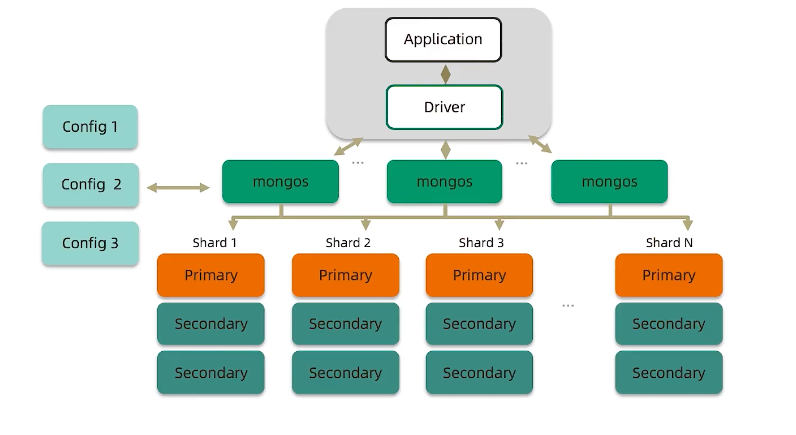 Application
Driver
Config 1
Config 2
Config 3
mongos
...
mongos
...
mongos
Shard 1
Shard 2
Shard 3
Shard N
Primary
Primary
Primary
...
Primary
Secondary
Secondary
Secondary
Secondary
Secondary
Secondary
Secondary
Secondary